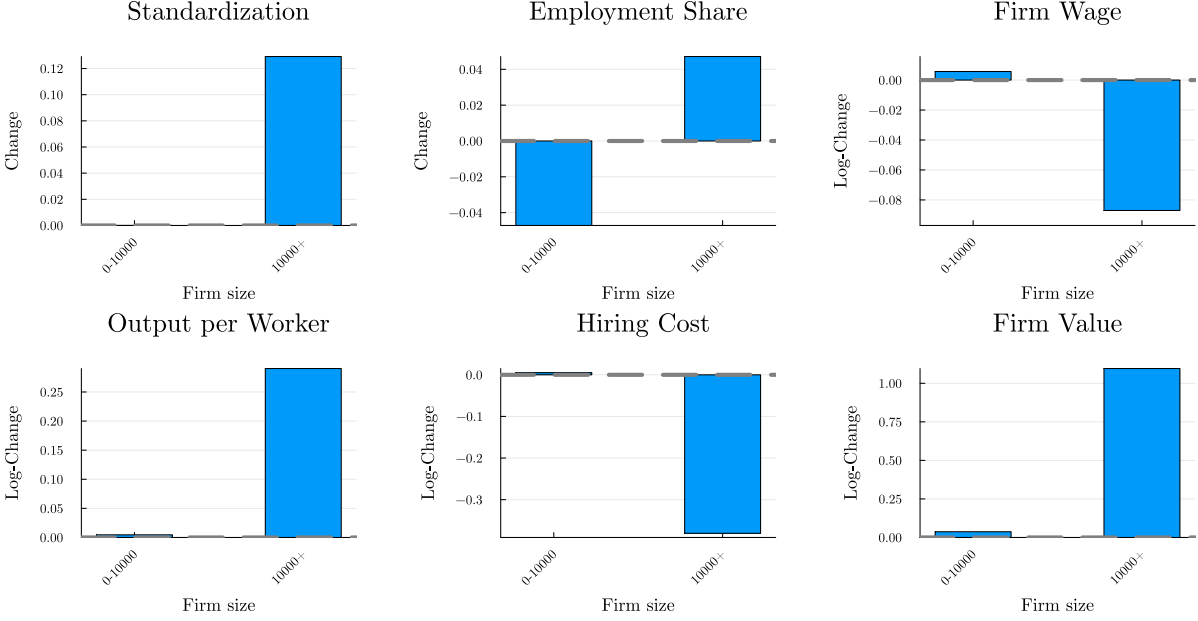 Standardization
Change
0.12
0.10
0.08
0.06
0.04
0.02
0.00
0-10000
10000+
Firm size
Employment Share
Change
0.04
0.02
0.00
−0.02
−0.04
0-10000
10000+
Firm size
Firm Wage
Log-Change
0.00
−0.02
−0.04
−0.06
−0.08
0-10000
10000+
Firm size
Output per Worker
Log-Change
0.25
0.20
0.15
0.10
0.05
0.00
0-10000
10000+
Firm size
Hiring Cost
Log-Change
0.0
−0.1
−0.2
−0.3
0-10000
10000+
Firm size
Firm Value
Log-Change
1.00
0.75
0.50
0.25
0.00
0-10000
10000+
Firm size